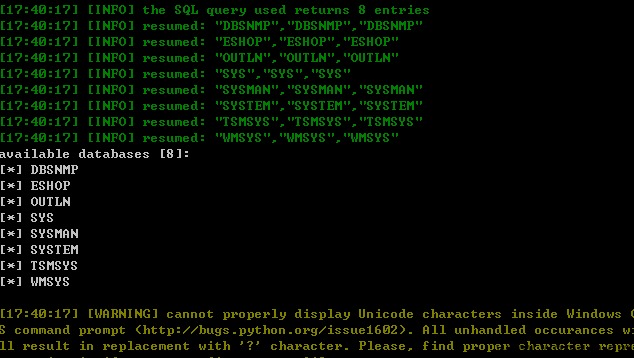 [17:40:17] [INFO] the SQL query used returns 8 entries
[17:40:17] [INFO] resumed: "DBSNMP","DBSNMP","DBSNMP"
[17:40:17] [INFO] resumed: "ESHOP","ESHOP","ESHOP"
[17:40:17] [INFO] resumed: "OUTLN","OUTLN","OUTLN"
[17:40:17] [INFO] resumed: "SYS","SYS","SYS"
[17:40:17] [INFO] resumed: "SYSMAN","SYSMAN","SYSMAN"
[17:40:17] [INFO] resumed: "SYSTEM","SYSTEM","SYSTEM"
[17:40:17] [INFO] resumed: "TSMSYS","TSMSYS","TSMSYS"
[17:40:17] [INFO] resumed: "WMSYS","WMSYS","WMSYS"
available databases [8]:
[*] DBSNMP
[*] ESHOP
[*] OUTLN
[*] SYS
[*] SYSMAN
[*] SYSTEM
[*] TSMSYS
[*] WMSYS
[17:40:17] [WARNING] cannot properly display Unicode characters inside Windows
S command prompt (http://bugs.python.org/issue1602). All unhandled occurances wi
ll result in replacement with '?' character. Please, find proper character repre